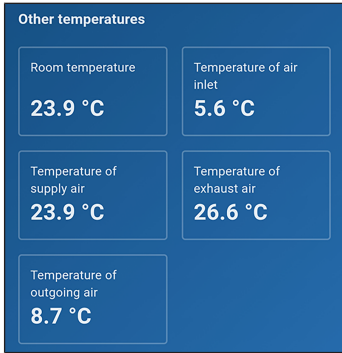 Other temperatures
Room temperature
23.9 °C
Temperature of air
inlet
5.6 °C
Temperature of
supply air
23.9 °C
Temperature of
exhaust air
26.6 °C
Temperature of
outgoing air
8.7 °C